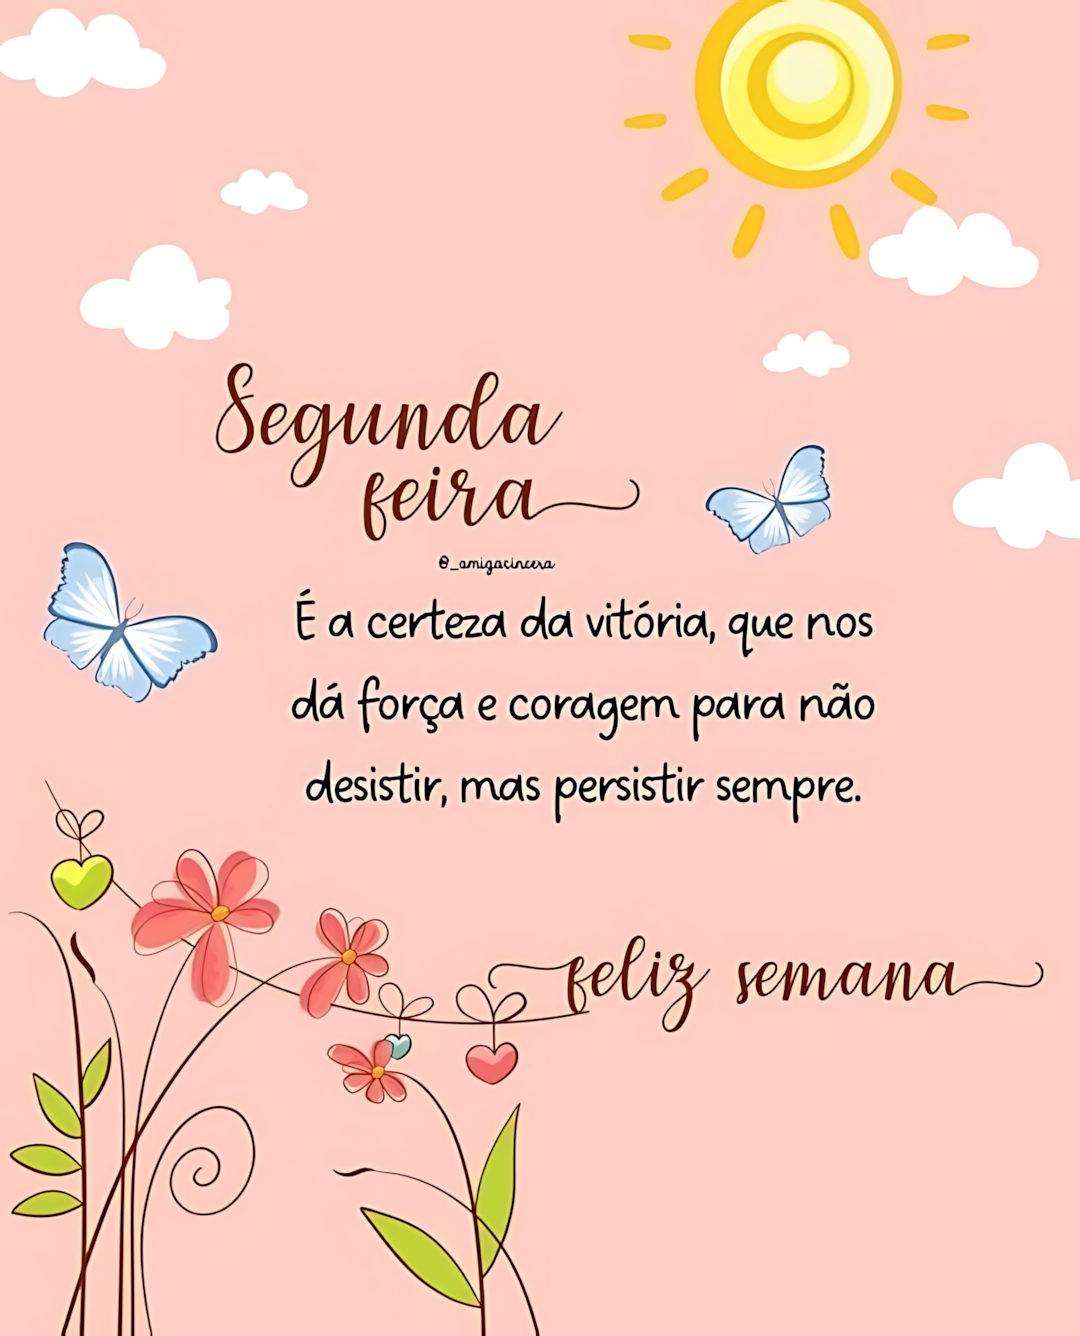 Segunda
feira
@_amigacincera
É a certeza da vitória, que nos
dá força e coragem para não
desistir, mas persistir sempre.
feliz semana